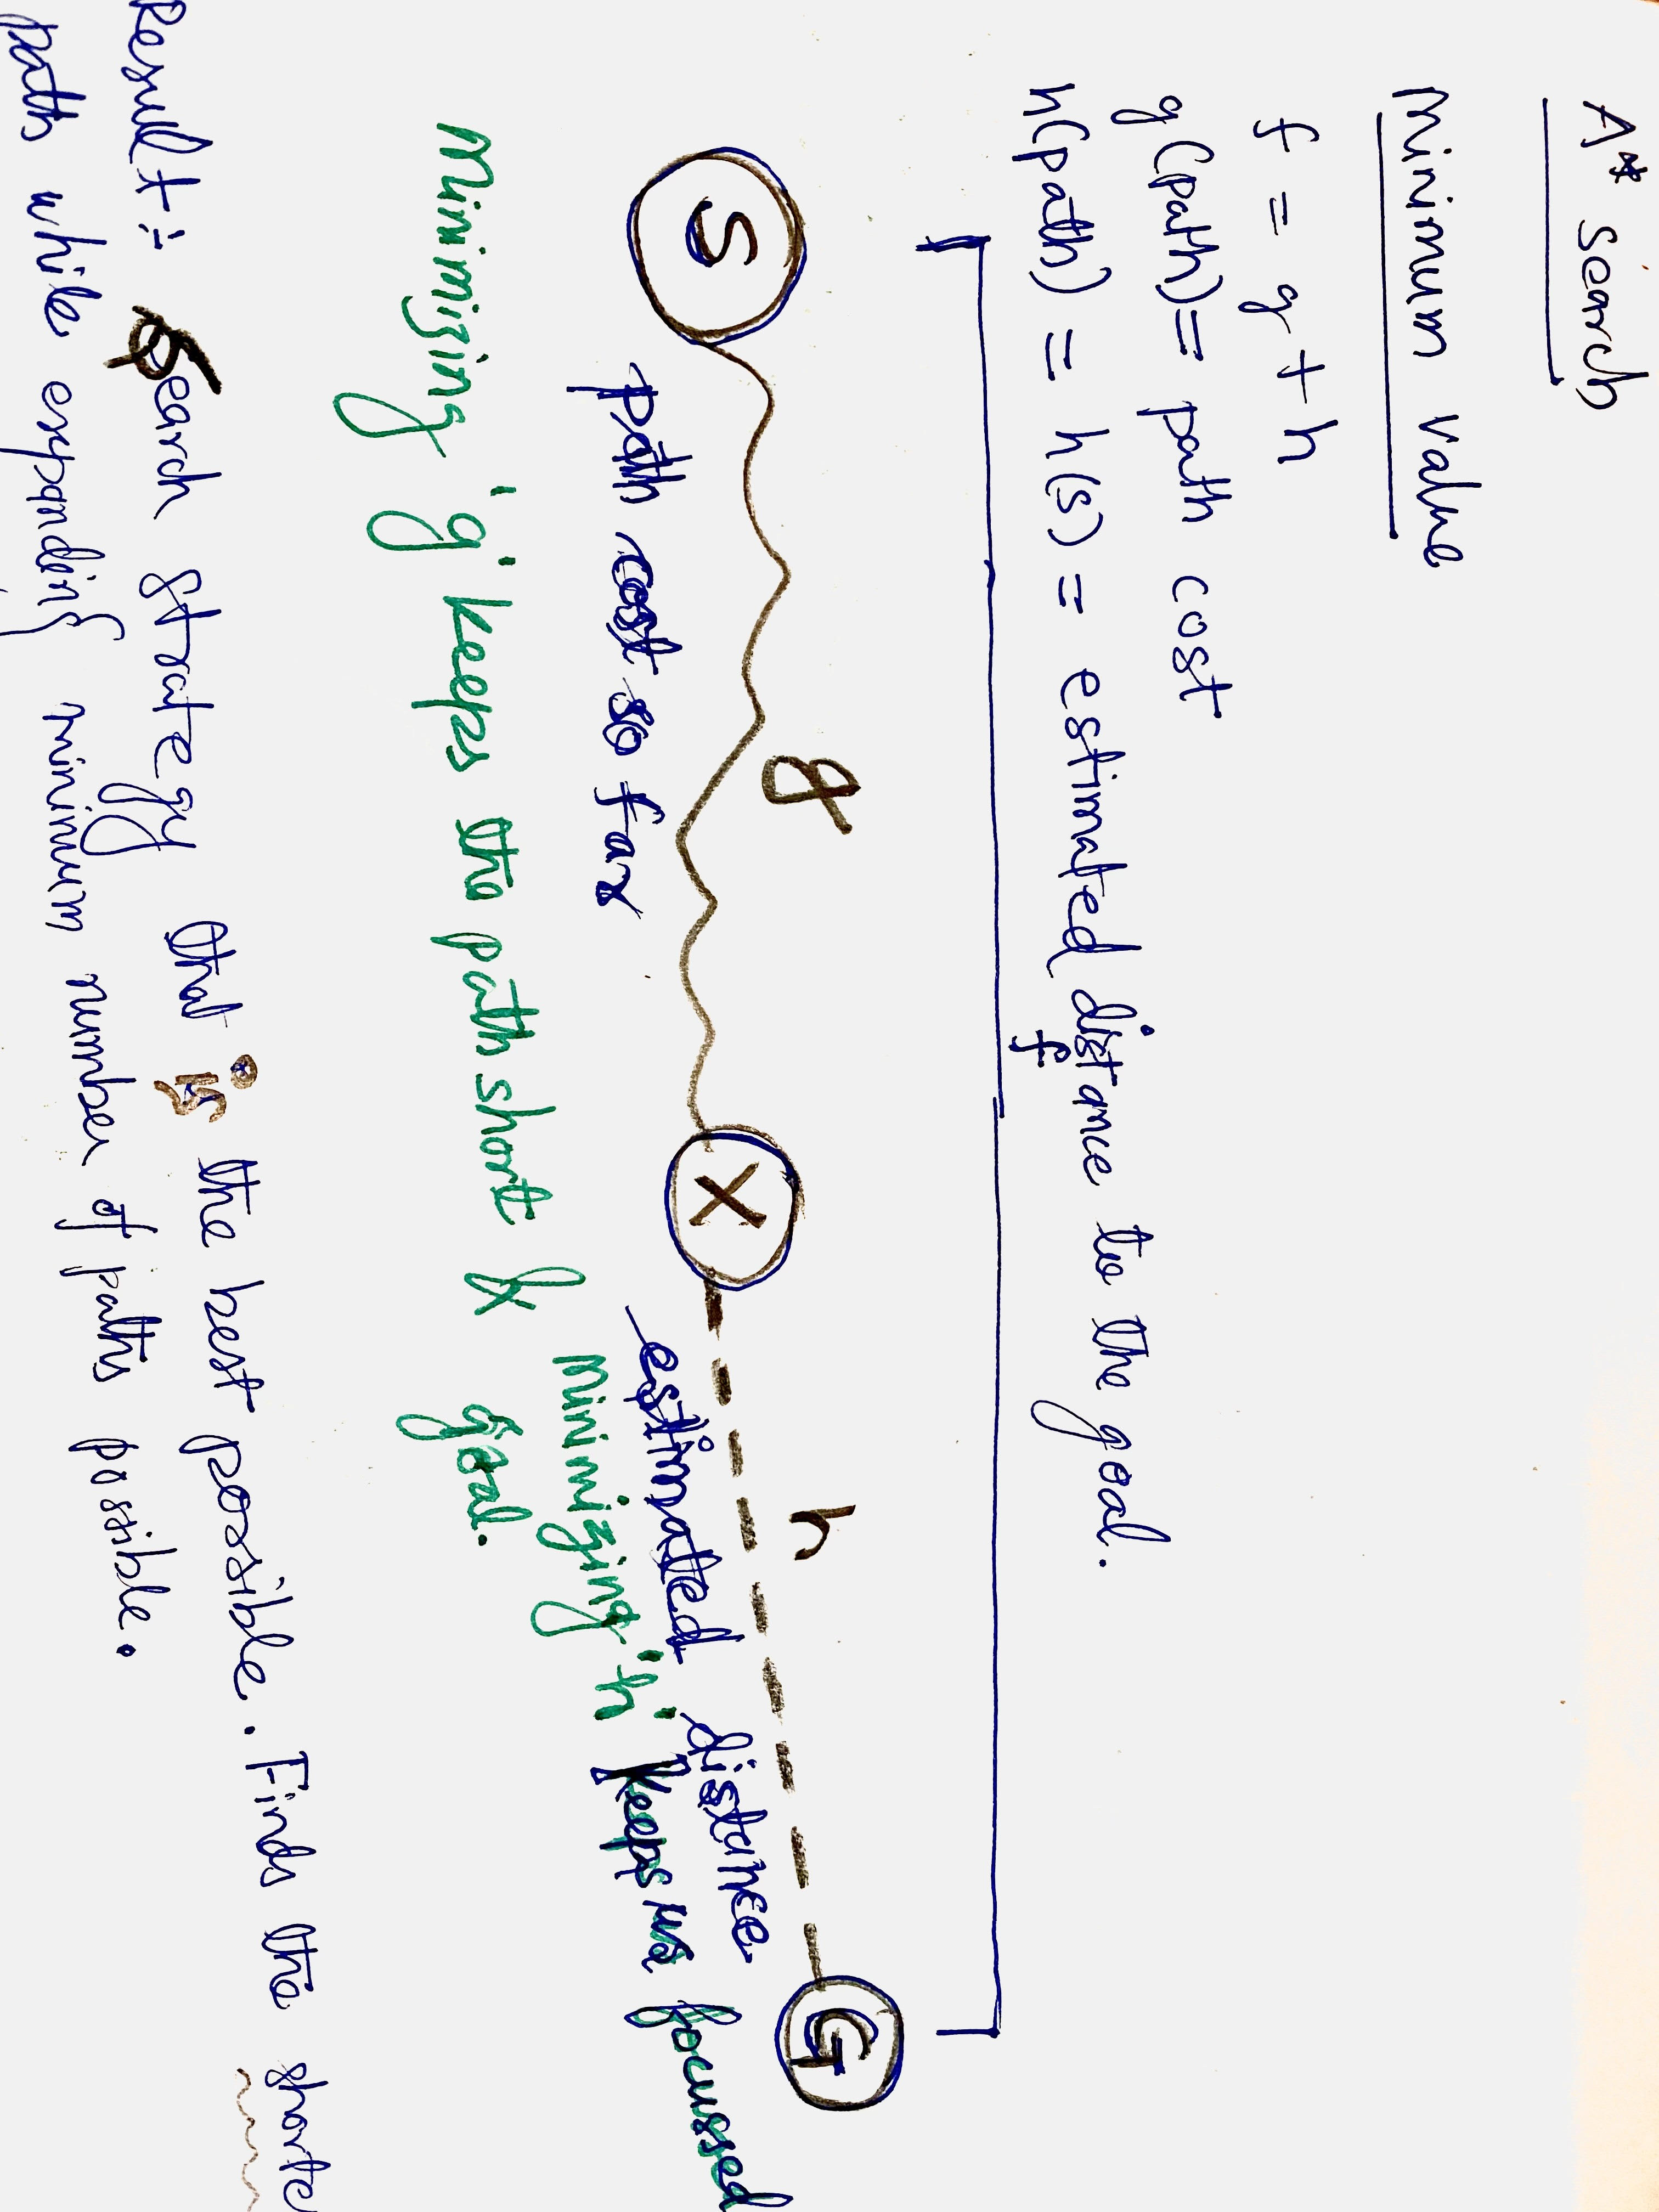 A* search
Minimum value
f = g + h
g(path) = path cost
h(path) = h(s) = estimated distance to the goal.
f
g
h
S
X
G
path cost so far
estimated distance
Minimizing 'g' keeps the path short &
Minimizing 'h' keeps us focussed
goal.
Result:- Search strategy that is the best possible. Finds the shorte
path while expanding minimum number of paths possible.